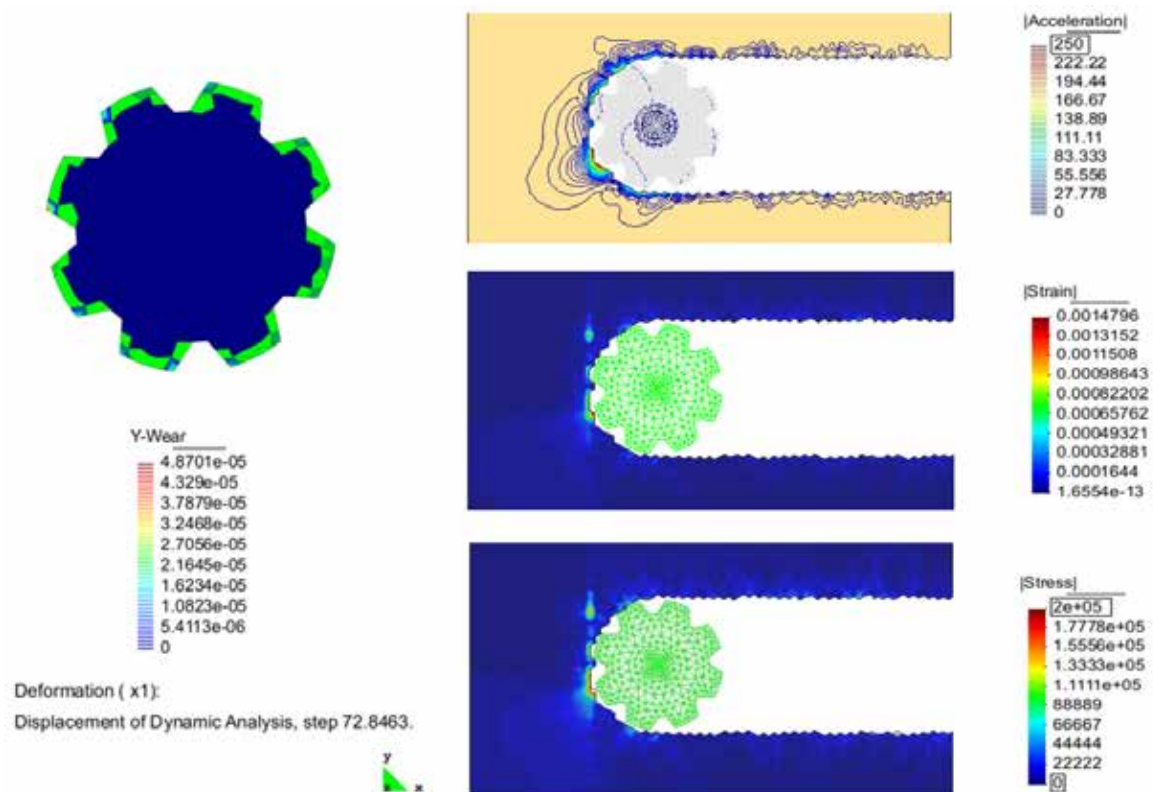 |Acceleration|
250
222.22
194.44
166.67
138.89
111.11
83.333
55.556
27.778
0
Y-Wear
4.8701e-05
4.329e-05
3.7879e-05
3.2468e-05
2.7056e-05
2.1645e-05
1.6234e-05
1.0823e-05
5.4113e-06
0
|Strain|
0.0014796
0.0013152
0.0011508
0.00098643
0.00082202
0.00065762
0.00049321
0.00032881
0.0001644
1.6554e-13
|Stress|
2e+05
1.7778e+05
1.5556e+05
1.3333e+05
1.1111e+05
88889
66667
44444
22222
0
Deformation ( x1):
Displacement of Dynamic Analysis, step 72.8463.
y
x